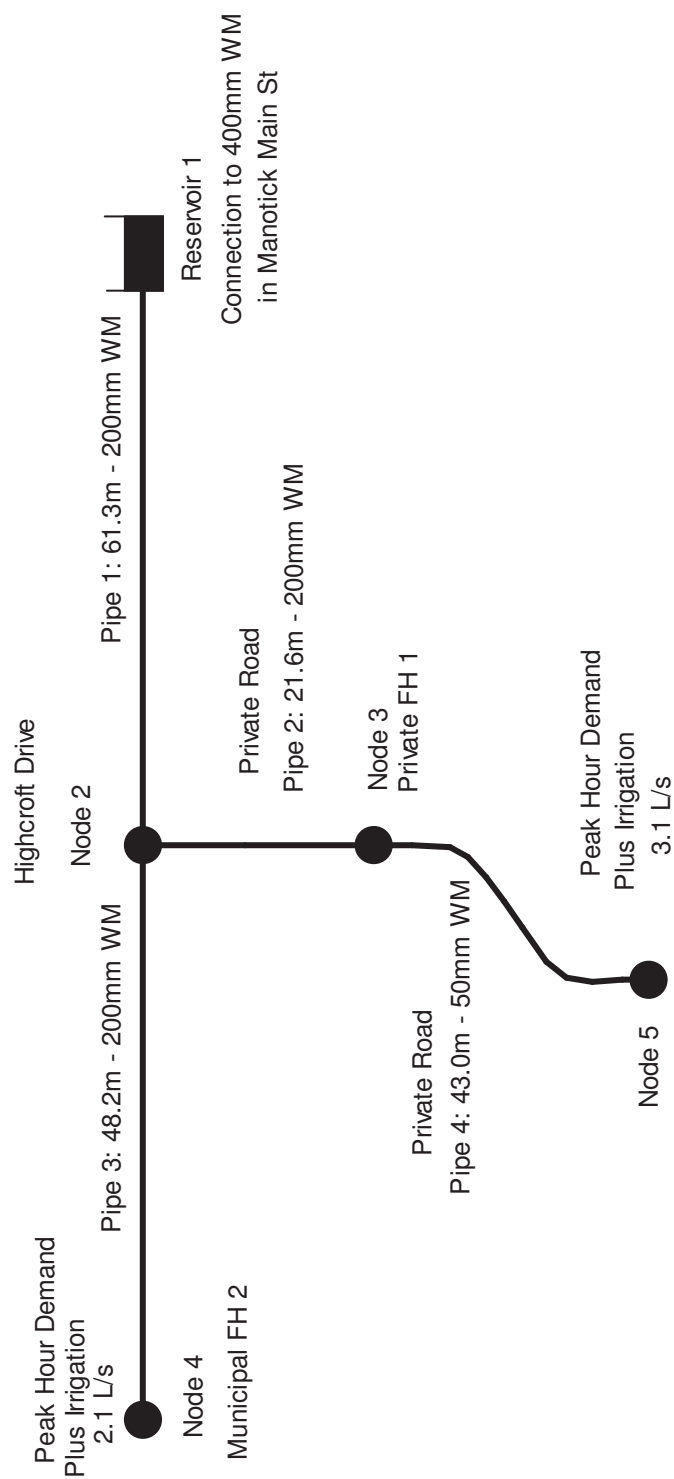 Peak Hour Demand
Plus Irrigation
2.1 L/s
Node 4
Municipal FH 2
Pipe 3: 48.2m - 200mm WM
Highcroft Drive
Node 2
Pipe 1: 61.3m - 200mm WM
Reservoir 1
Connection to 400mm WM
in Manotick Main St
Private Road
Pipe 2: 21.6m - 200mm WM
Node 3
Private FH 1
Private Road
Pipe 4: 43.0m - 50mm WM
Node 5
Peak Hour Demand
Plus Irrigation
3.1 L/s